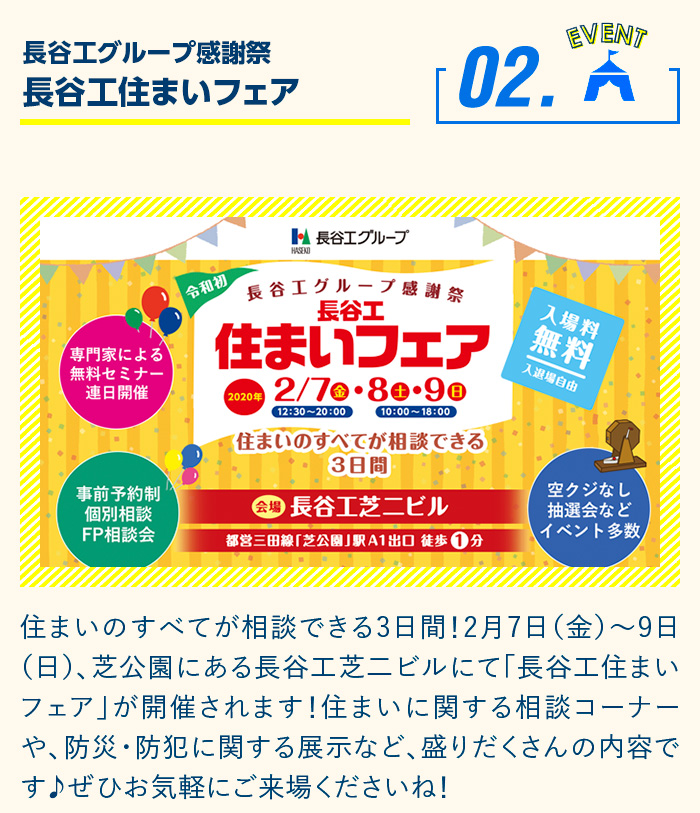 長谷工グループ感謝祭
長谷工住まいフェア
02.
EVENT
HASEKO
長谷工グループ
令和初
長谷工グループ感謝祭
長谷工
住まいフェア
2020年 2/7金・8土・9日
12:30〜20:00 10:00〜18:00
住まいのすべてが相談できる
3日間
専門家による
無料セミナー
連日開催
入場料
無料
入退場自由
事前予約制
個別相談
FP相談会
空クジなし
抽選会など
イベント多数
会場 長谷工芝二ビル
都営三田線「芝公園」駅A1出口 徒歩1分
住まいのすべてが相談できる3日間！2月7日（金）〜9日
（日）、芝公園にある長谷工芝二ビルにて「長谷工住まい
フェア」が開催されます！住まいに関する相談コーナー
や、防災・防犯に関する展示など、盛りだくさんの内容で
す♪ぜひお気軽にご来場くださいね！